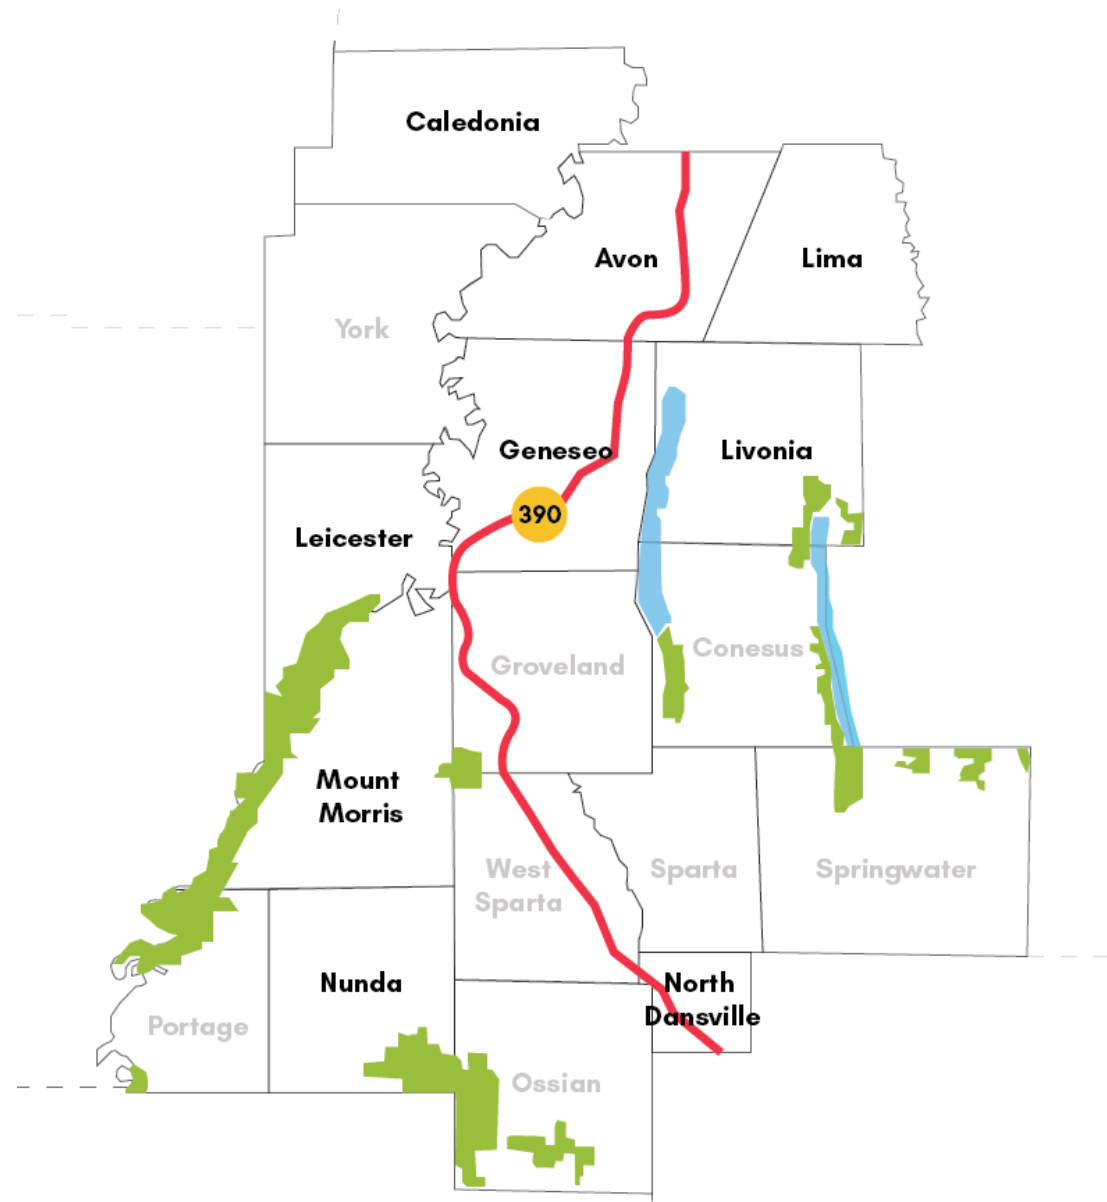 Caledonia
Avon
Lima
York
Geneseo
Livonia
390
Leicester
Conesus
Groveland
Mount
Morris
West
Sparta
Sparta
Springwater
Nunda
North
Dansville
Portage
Ossian